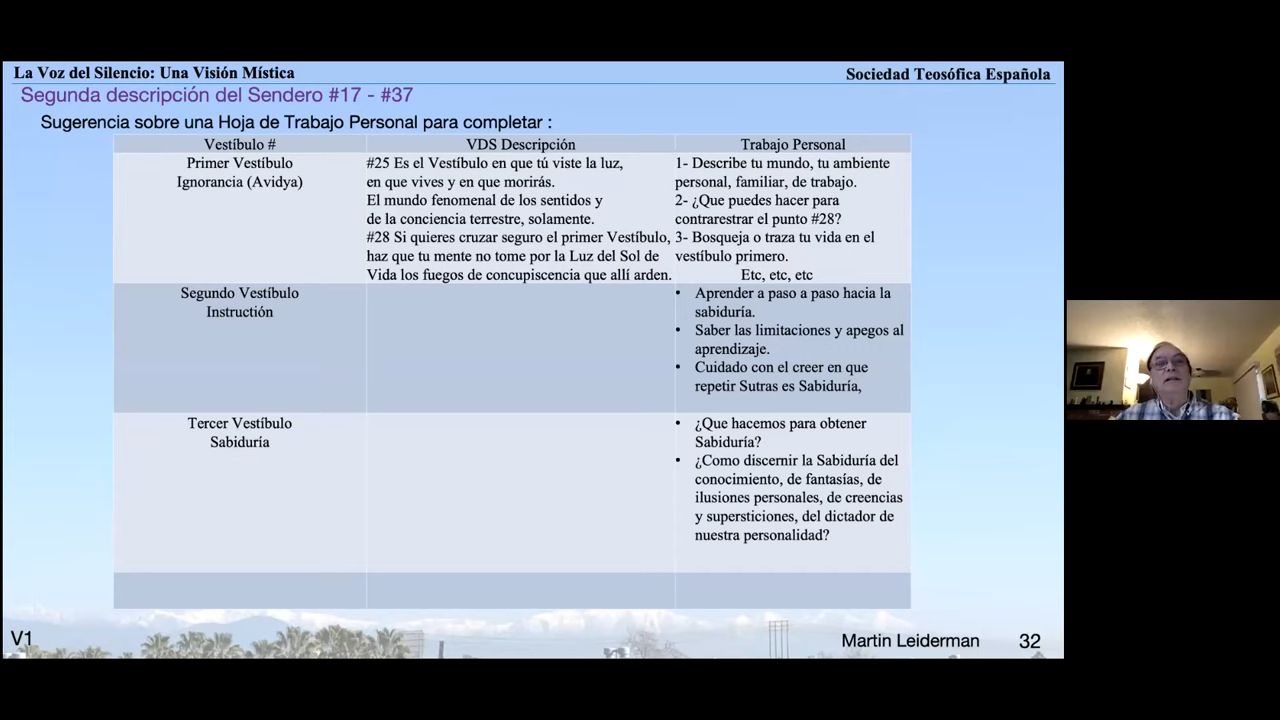 La Voz del Silencio: Una Visión Mística
Sociedad Teosófica Española
Segunda descripción del Sendero #17 - #37
Sugerencia sobre una Hoja de Trabajo Personal para completar :
Vestíbulo #
VDS Descripción
Trabajo Personal
Primer Vestíbulo
Ignorancia (Avidya)
#25 Es el Vestíbulo en que tú viste la luz,
en que vives y en que morirás.
El mundo fenomenal de los sentidos y
de la conciencia terrestre, solamente.
#28 Si quieres cruzar seguro el primer Vestíbulo,
haz que tu mente no tome por la Luz del Sol de
Vida los fuegos de concupiscencia que allí arden.
1- Describe tu mundo, tu ambiente
personal, familiar, de trabajo.
2- ¿Que puedes hacer para
contrarestrar el punto #28?
3- Bosqueja o traza tu vida en el
vestíbulo primero.
Etc, etc, etc
Segundo Vestíbulo
Instructión
• Aprender a paso a paso hacia la
sabiduría.
• Saber las limitaciones y apegos al
aprendizaje.
• Cuidado con el creer en que
repetir Sutras es Sabiduría,
Tercer Vestíbulo
Sabiduría
• ¿Que hacemos para obtener
Sabiduría?
• ¿Como discernir la Sabiduría del
conocimiento, de fantasías, de
ilusiones personales, de creencias
y supersticiones, del dictador de
nuestra personalidad?
V1
Martin Leiderman
32